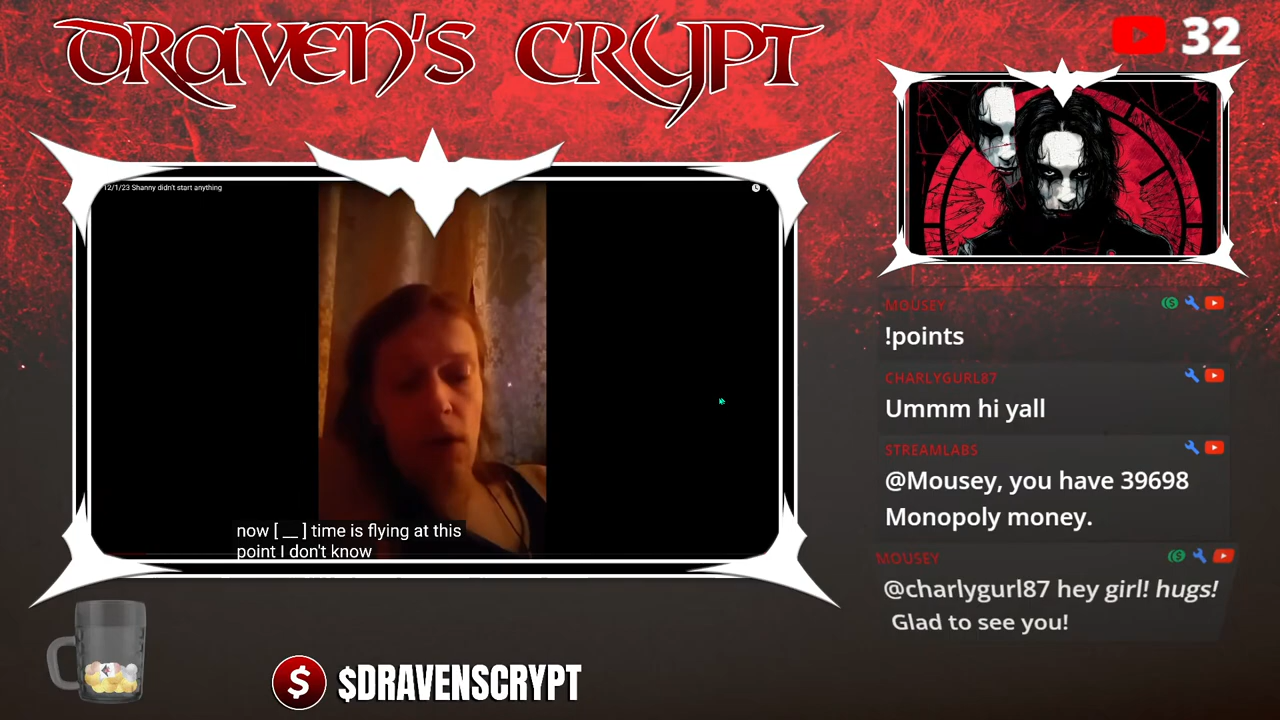 DRAVEN'S CRYPT
32
12/1/23 Shanny didn't start anything
now [ __ ] time is flying at this
point I don't know
MOUSEY
!points
CHARLYGURL87
Ummm hi yall
STREAMLABS
@Mousey, you have 39698
Monopoly money.
MOUSEY
@charlygurl87 hey girl! hugs!
Glad to see you!
$ $DRAVENSCRYPT